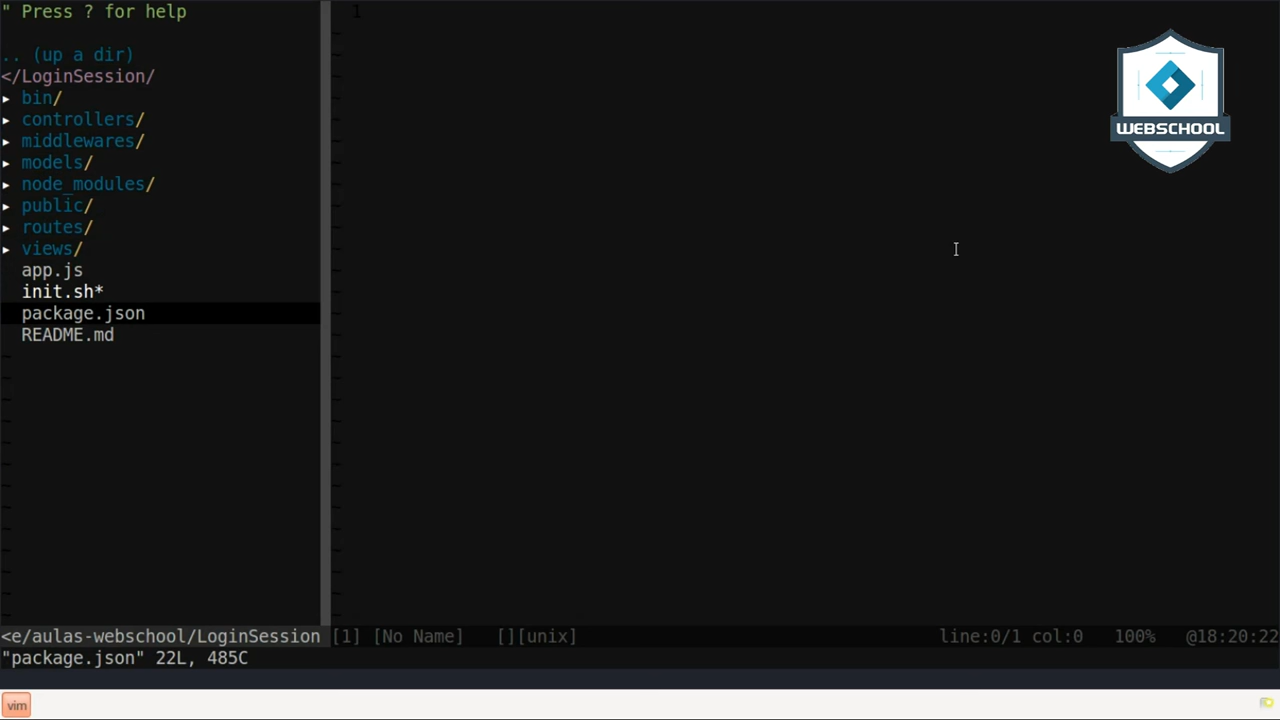 " Press ? for help
1
.. (up a dir)
</LoginSession/
▸ bin/
▸ controllers/
▸ middlewares/
▸ models/
▸ node_modules/
▸ public/
▸ routes/
▸ views/
app.js
init.sh*
package.json
README.md
WEBSCHOOL
<e/aulas-webschool/LoginSession [1] [No Name] [][unix] line:0/1 col:0 100% @18:20:22
"package.json" 22L, 485C
vim